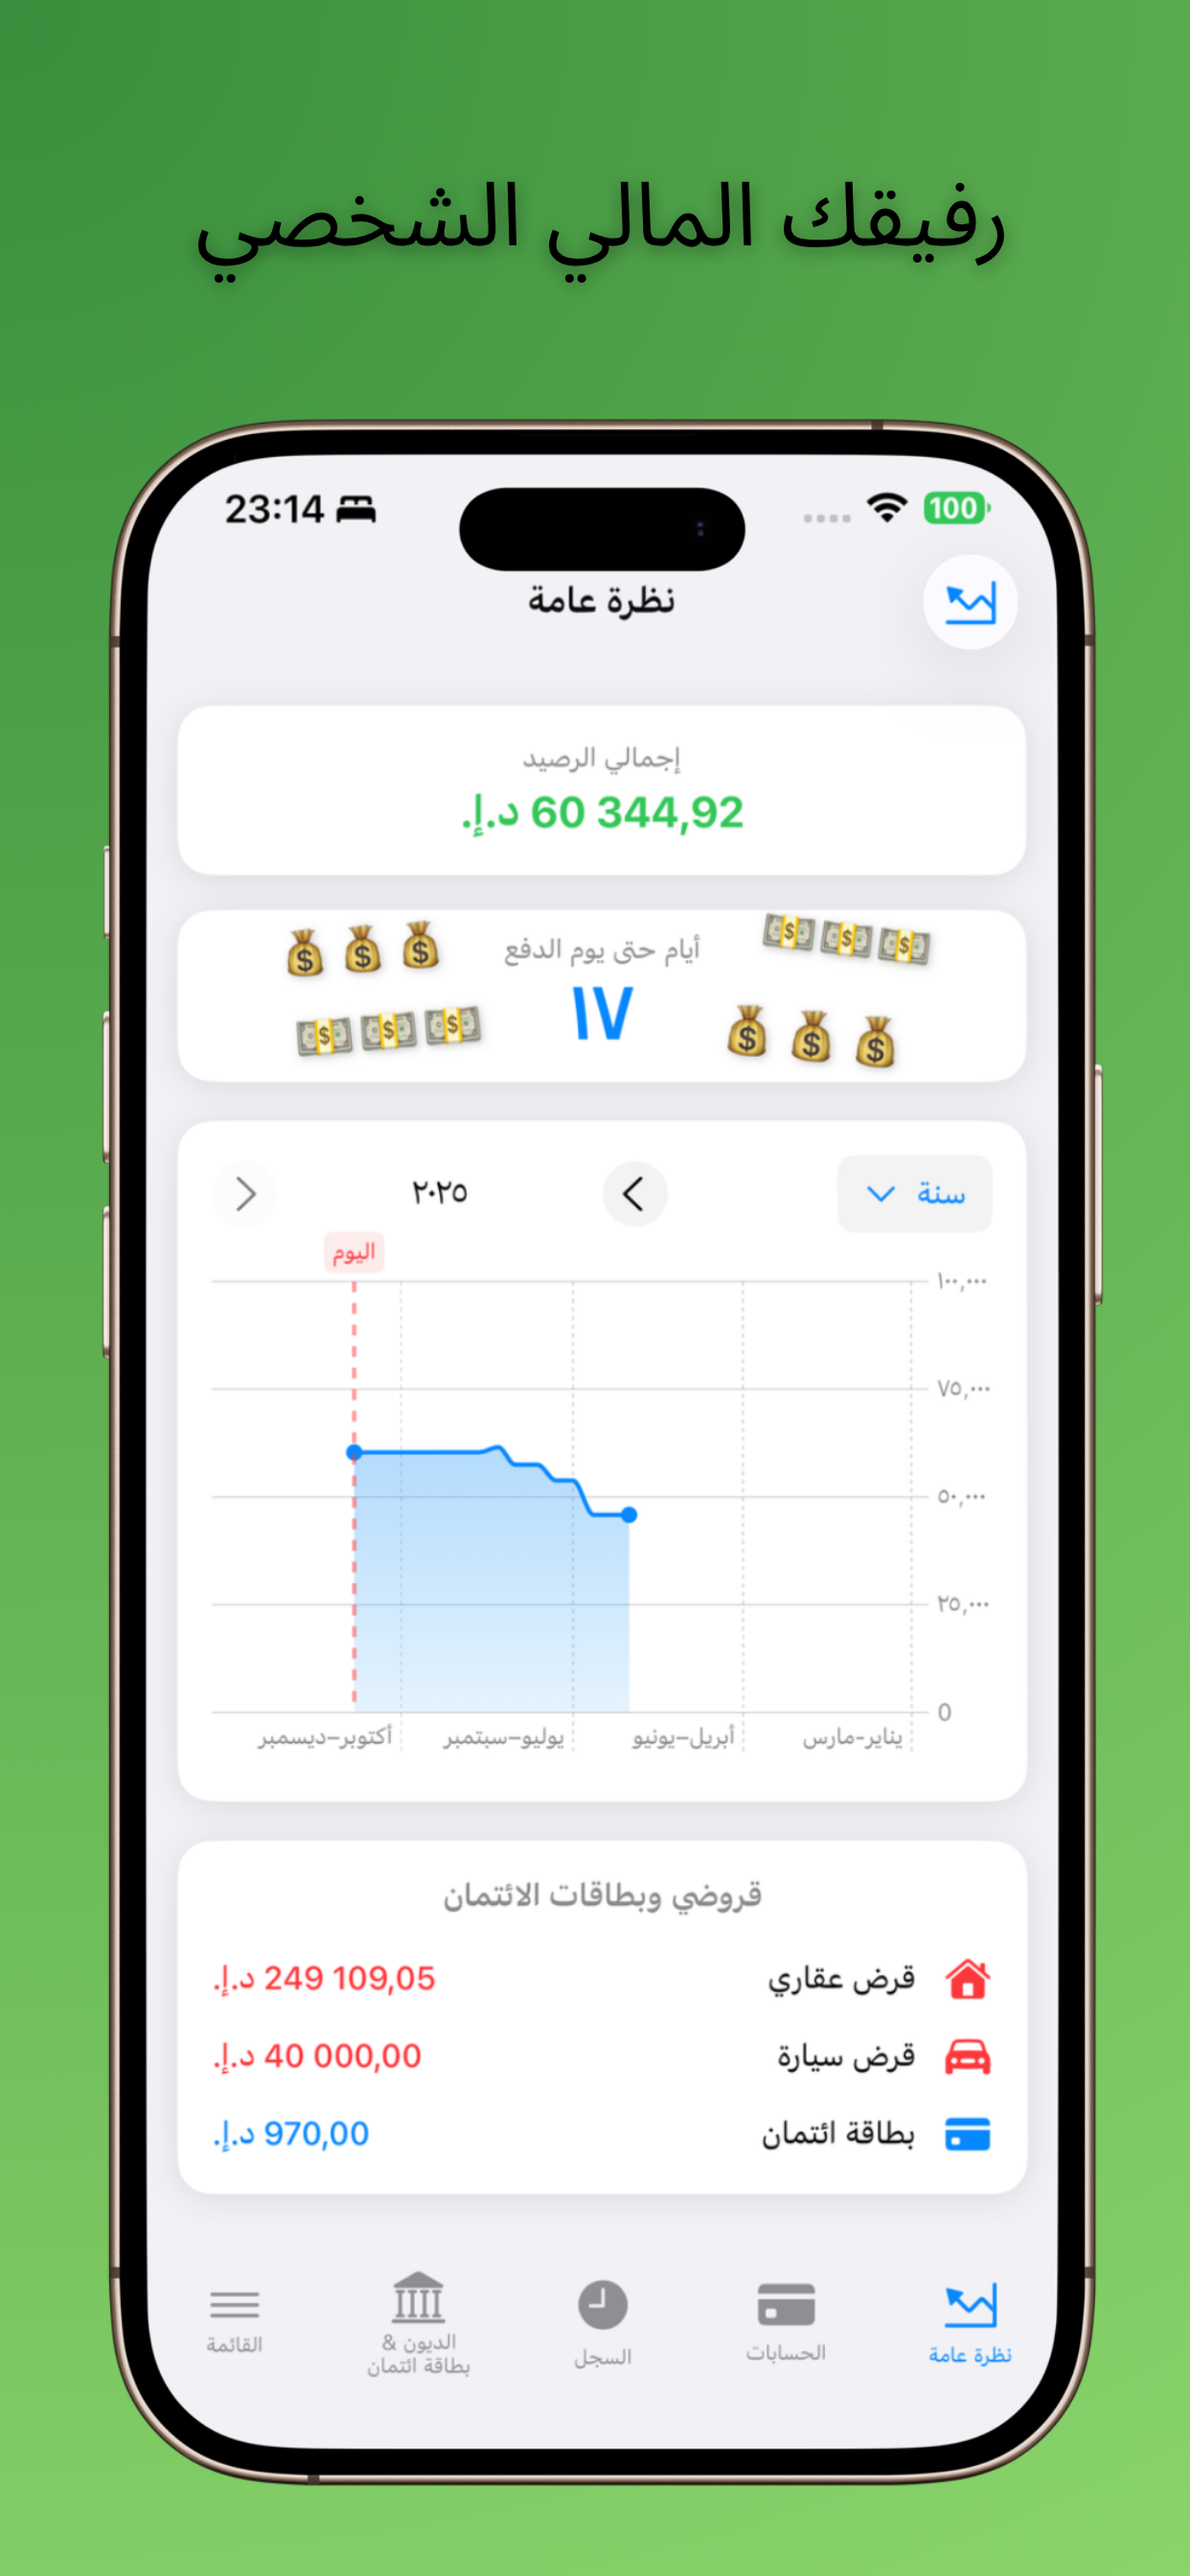 رفيقك المالي الشخصي
23:14
100
نظرة عامة
إجمالي الرصيد
60 344,92 د.إ.
أيام حتى يوم الدفع
١٧
سنة
٢٠٢٥
اليوم
١٠٠,٠٠٠
٧٥,٠٠٠
٥٠,٠٠٠
٢٥,٠٠٠
0
يناير-مارس
أبريل–يونيو
يوليو–سبتمبر
أكتوبر–ديسمبر
قروضي وبطاقات الائتمان
قرض عقاري 249 109,05 د.إ.
قرض سيارة 40 000,00 د.إ.
بطاقة ائتمان 970,00 د.إ.
نظرة عامة
الحسابات
السجل
الديون &
بطاقة ائتمان
القائمة